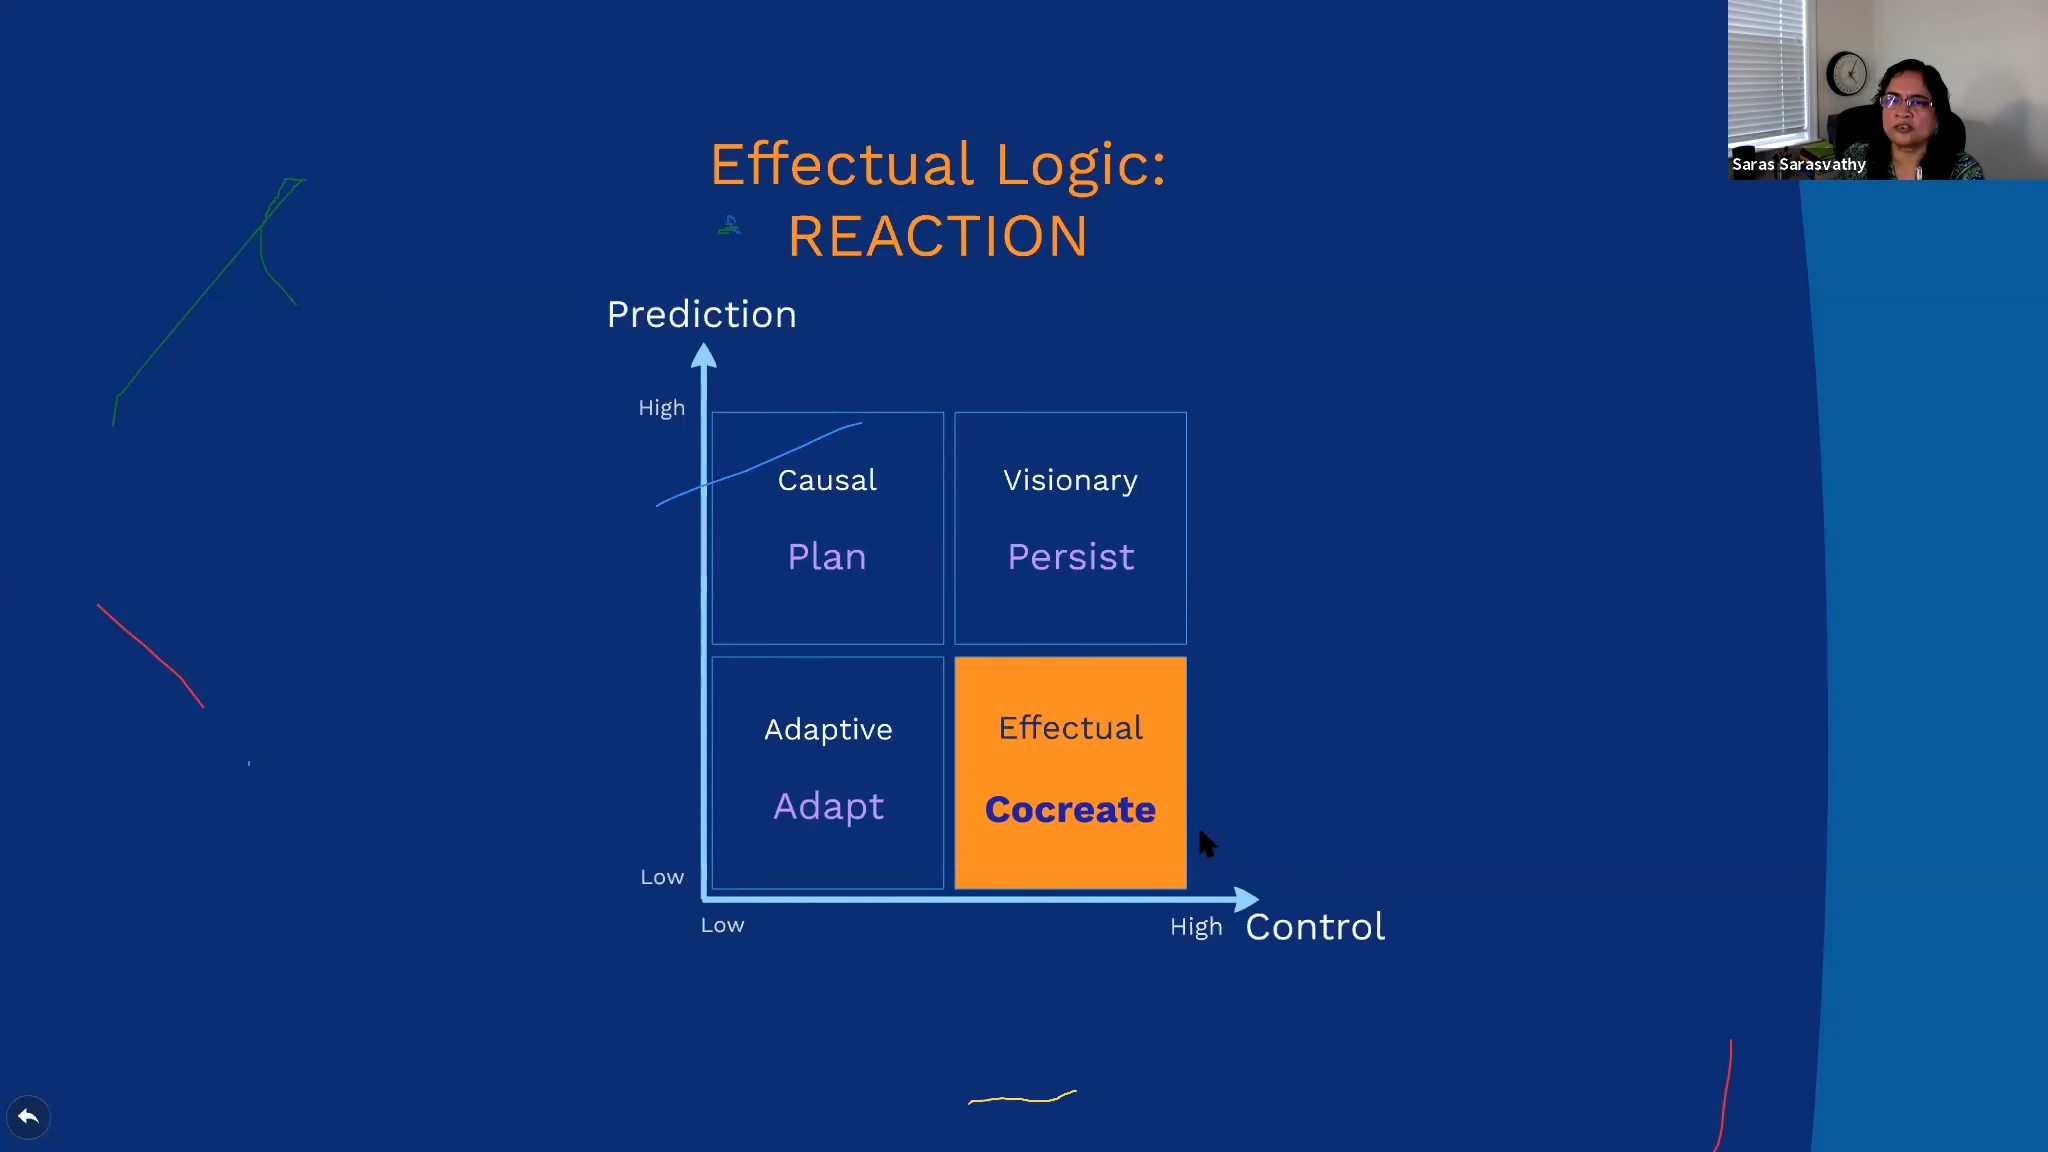 Saras Sarasvathy
Effectual Logic:
REACTION
Prediction
High
Causal
Visionary
Plan
Persist
Adaptive
Effectual
Adapt
Cocreate
Low
Low
High
Control